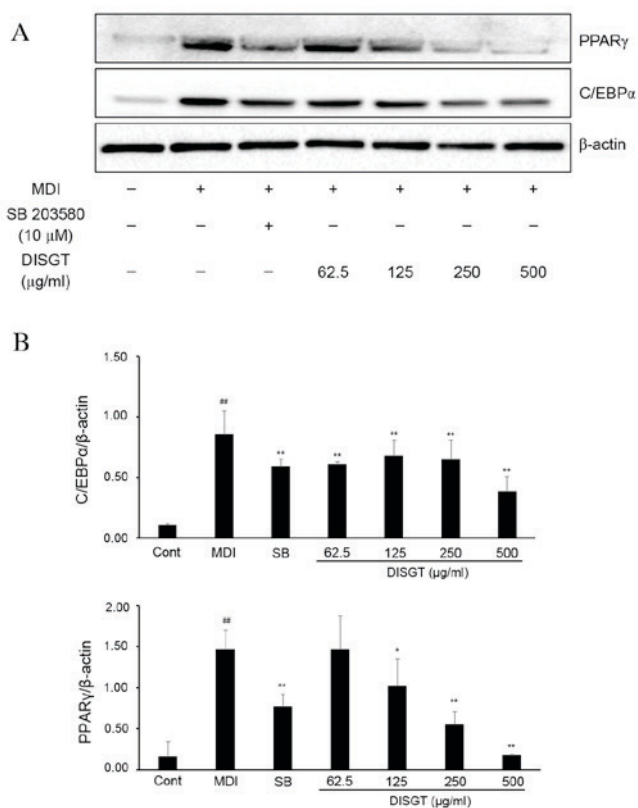 A
PPARγ
C/EBPα
β-actin
MDI – + + + + + +
SB 203580
(10 μM) – – + – – – –
DISGT
(μg/ml) – – – 62.5 125 250 500
B
C/EBPα/β-actin
1.50
1.00
0.50
0.00
##
**
**
**
**
**
Cont MDI SB 62.5 125 250 500
DISGT (μg/ml)
PPARγ/β-actin
2.00
1.50
1.00
0.50
0.00
##
**
*
**
**
Cont MDI SB 62.5 125 250 500
DISGT (μg/ml)